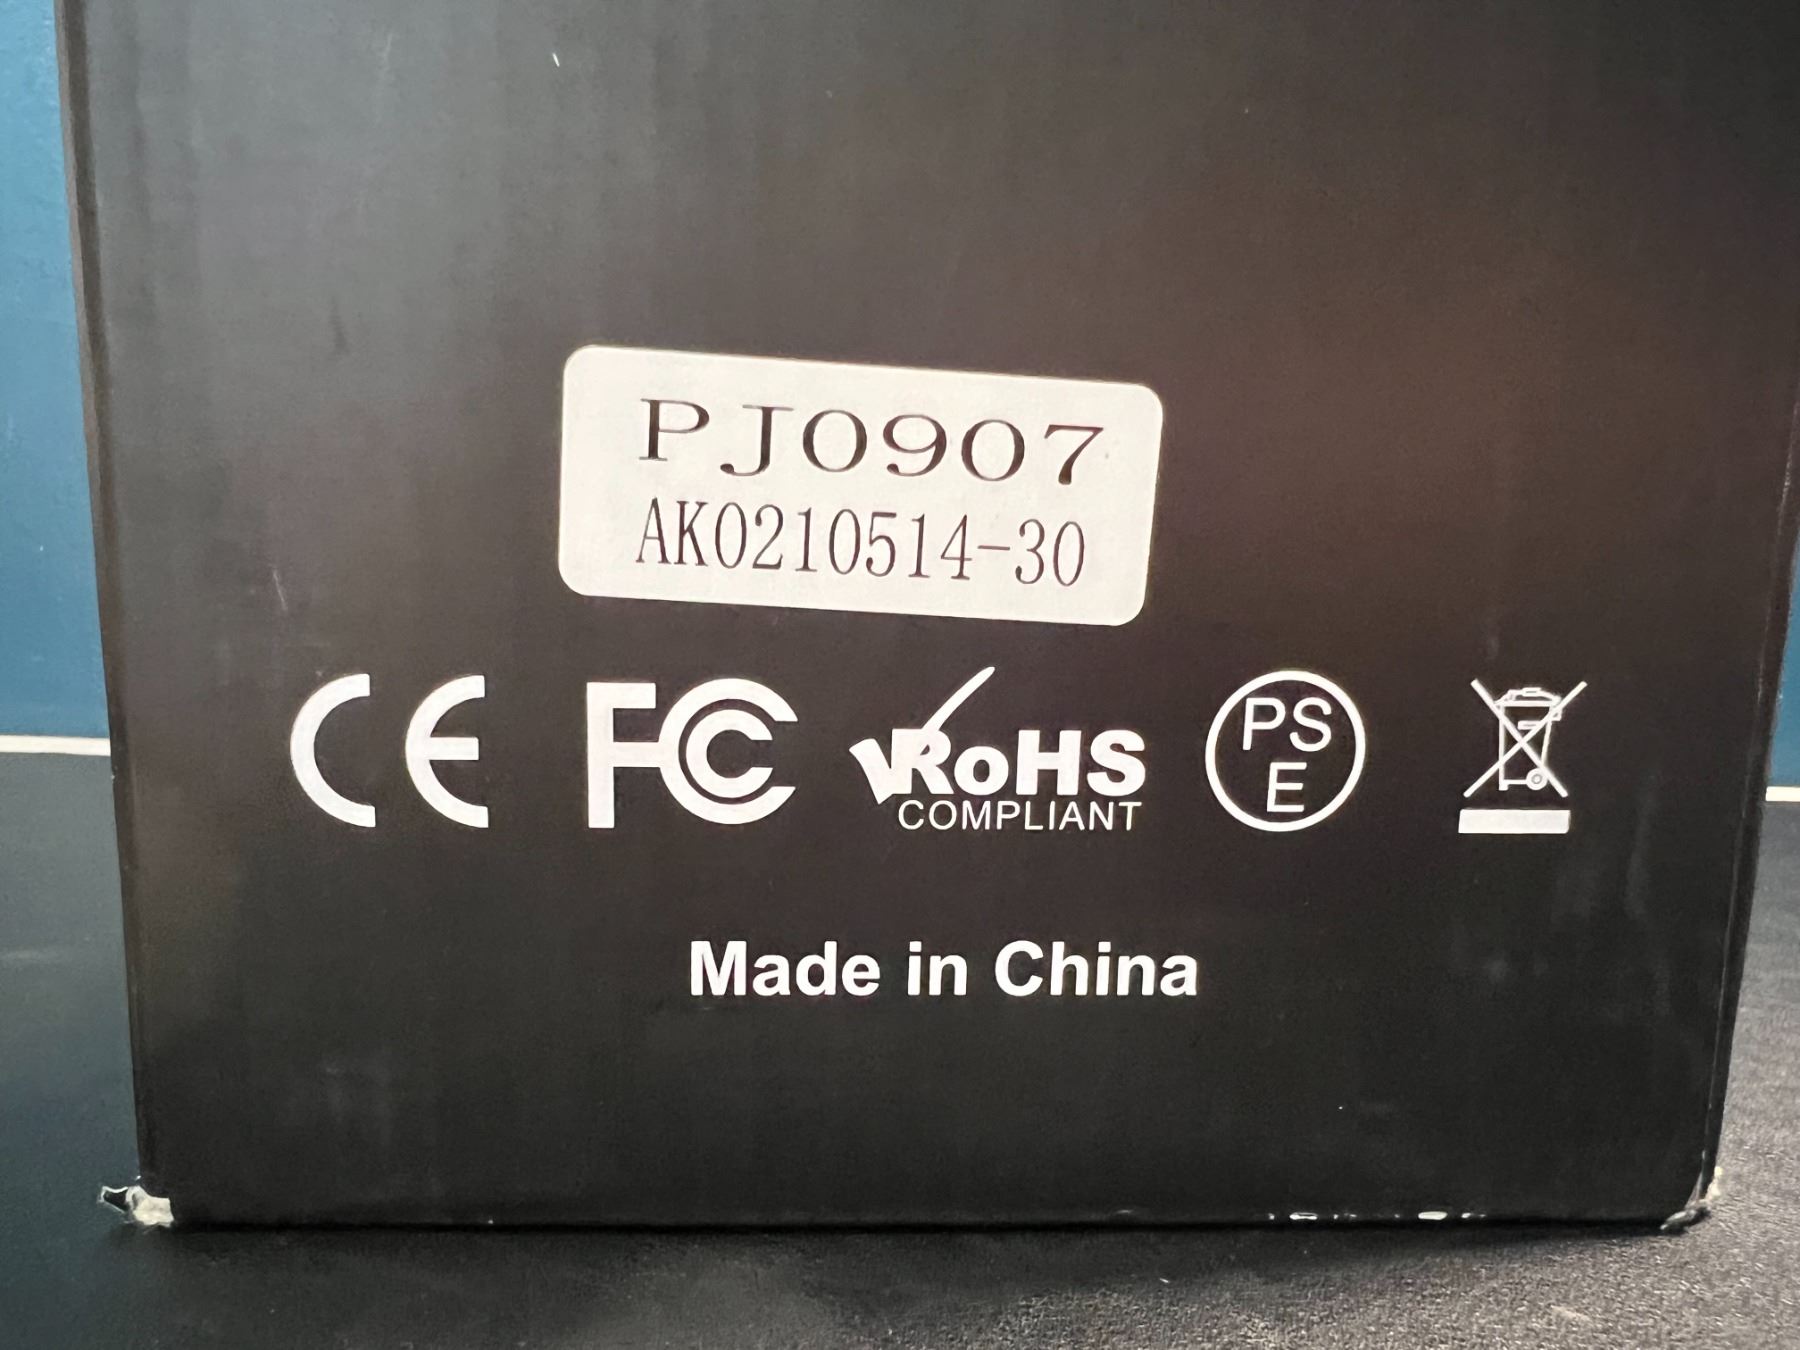 PJ0907
AK0210514-30
CE FC RoHS PS
COMPLIANT E
Made in China